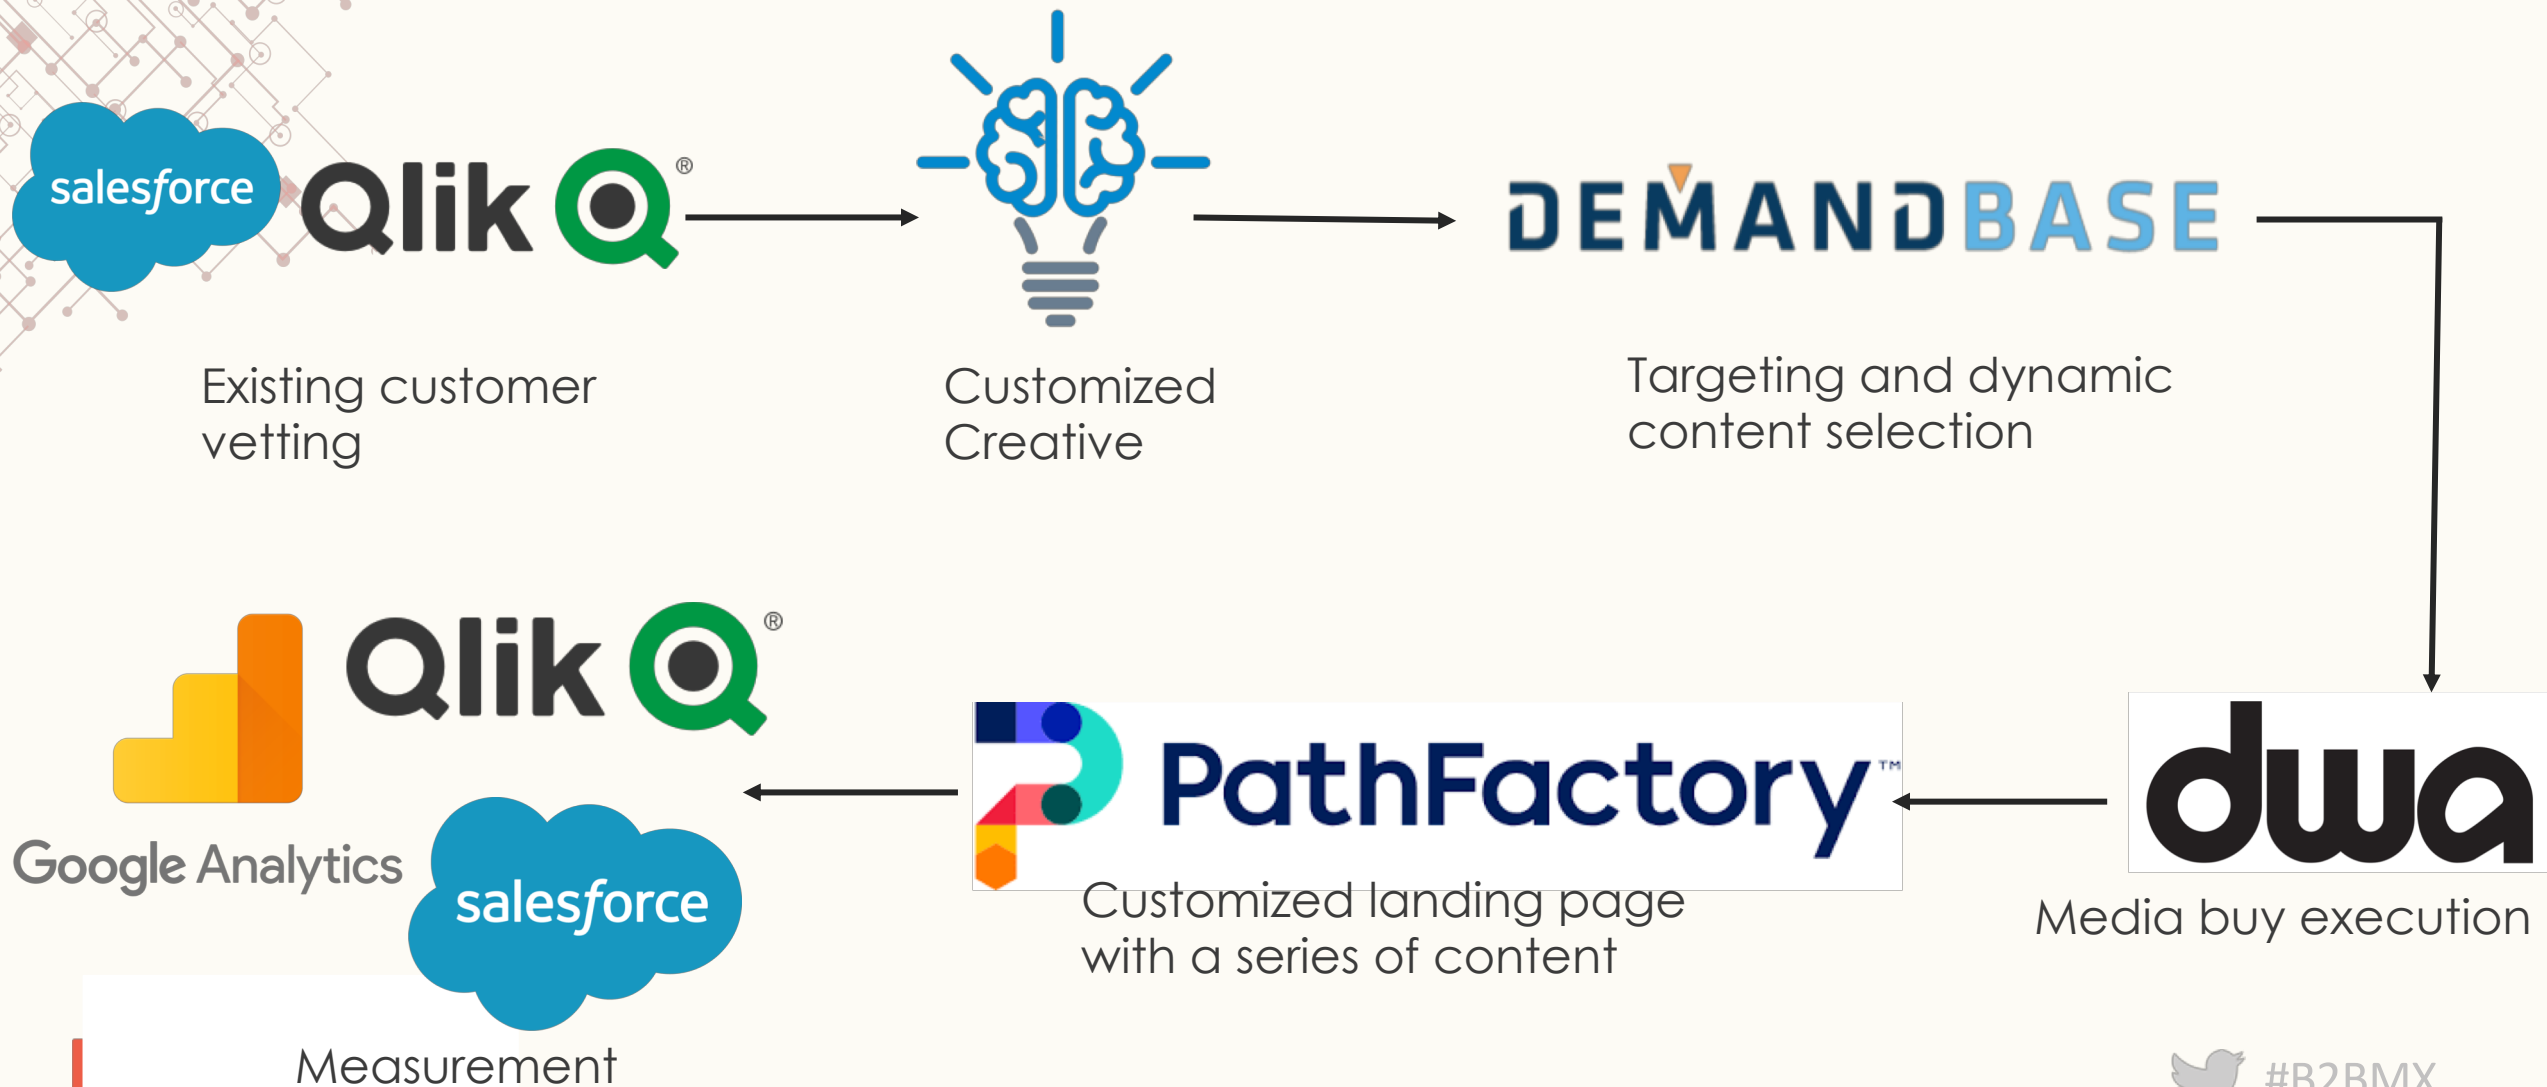 salesforce Qlik ®
DEMANDBASE
Existing customer
vetting
Customized
Creative
Targeting and dynamic
content selection
Google Analytics
Qlik ®
salesforce
Measurement
PathFactory™
Customized landing page
with a series of content
dwa
Media buy execution
#B2BMX